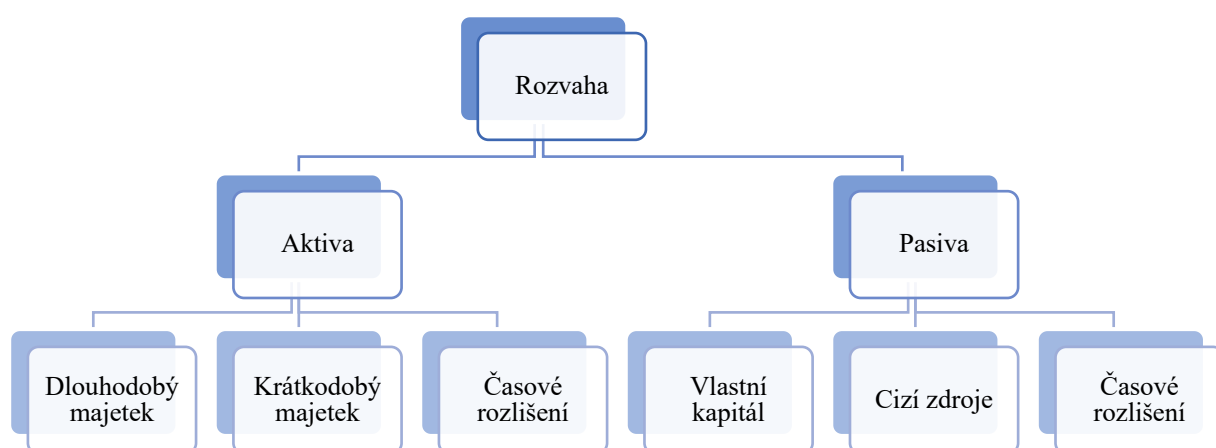 Rozvaha
Aktiva
Pasiva
Dlouhodobý
majetek
Krátkodobý
majetek
Časové
rozlišení
Vlastní
kapitál
Cizí zdroje
Časové
rozlišení